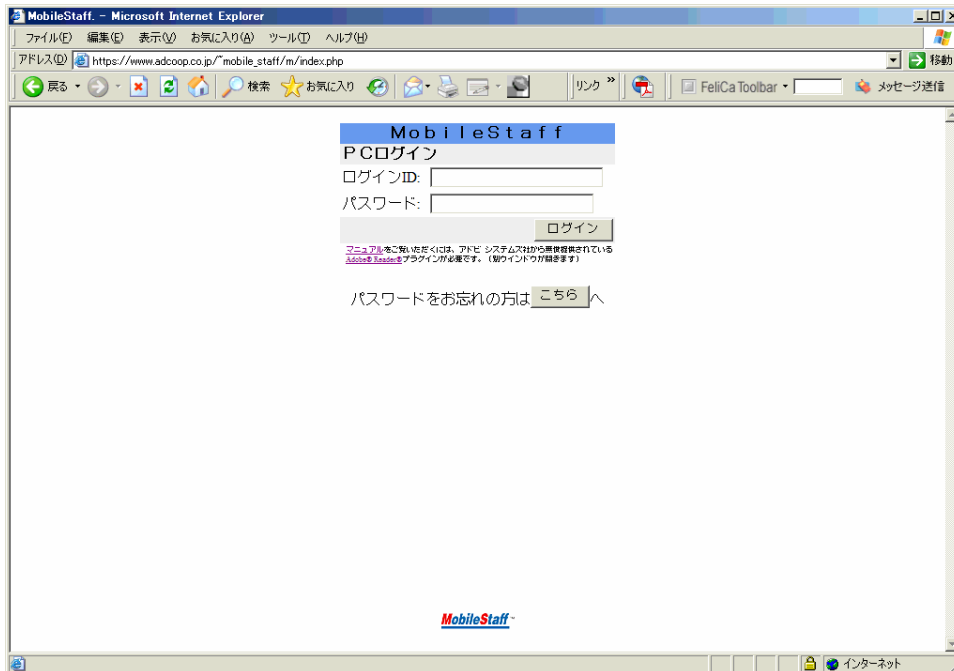 MobileStaff. - Microsoft Internet Explorer
ファイル(F) 編集(E) 表示(V) お気に入り(A) ツール(T) ヘルプ(H)
アドレス(D) https://www.adcoop.co.jp/~mobile_staff/m/index.php 移動
戻る 検索 お気に入り リンク » FeliCa Toolbar メッセージ送信
MobileStaff
PCログイン
ログインID:
パスワード:
ログイン
マニュアルをご覧いただくには、アドビ システムズ社から無償提供されている
Adobe® Reader®プラグインが必要です。（別ウインドウが開きます）
パスワードをお忘れの方は こちら へ
MobileStaff™
インターネット